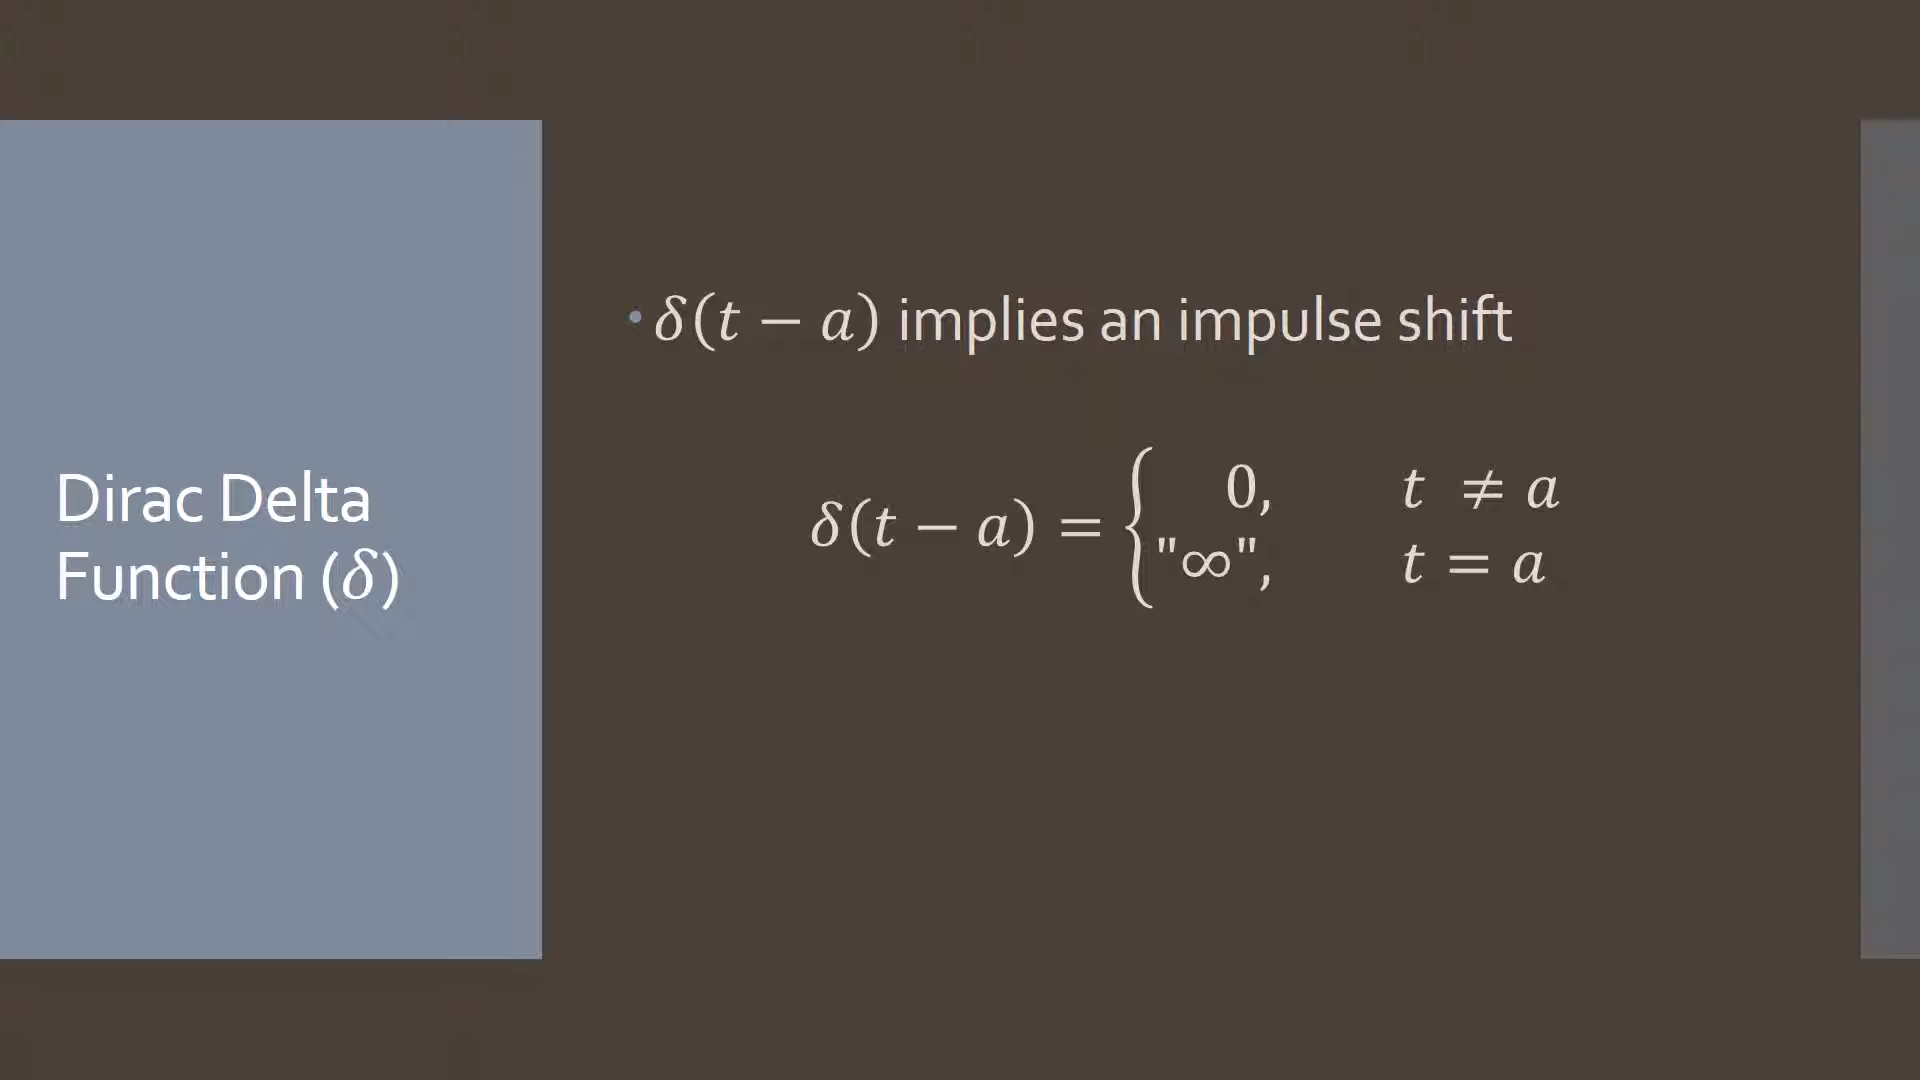 Dirac Delta
Function (δ)
• δ(t − a) implies an impulse shift
δ(t − a) = { 0, t ≠ a
"∞", t = a